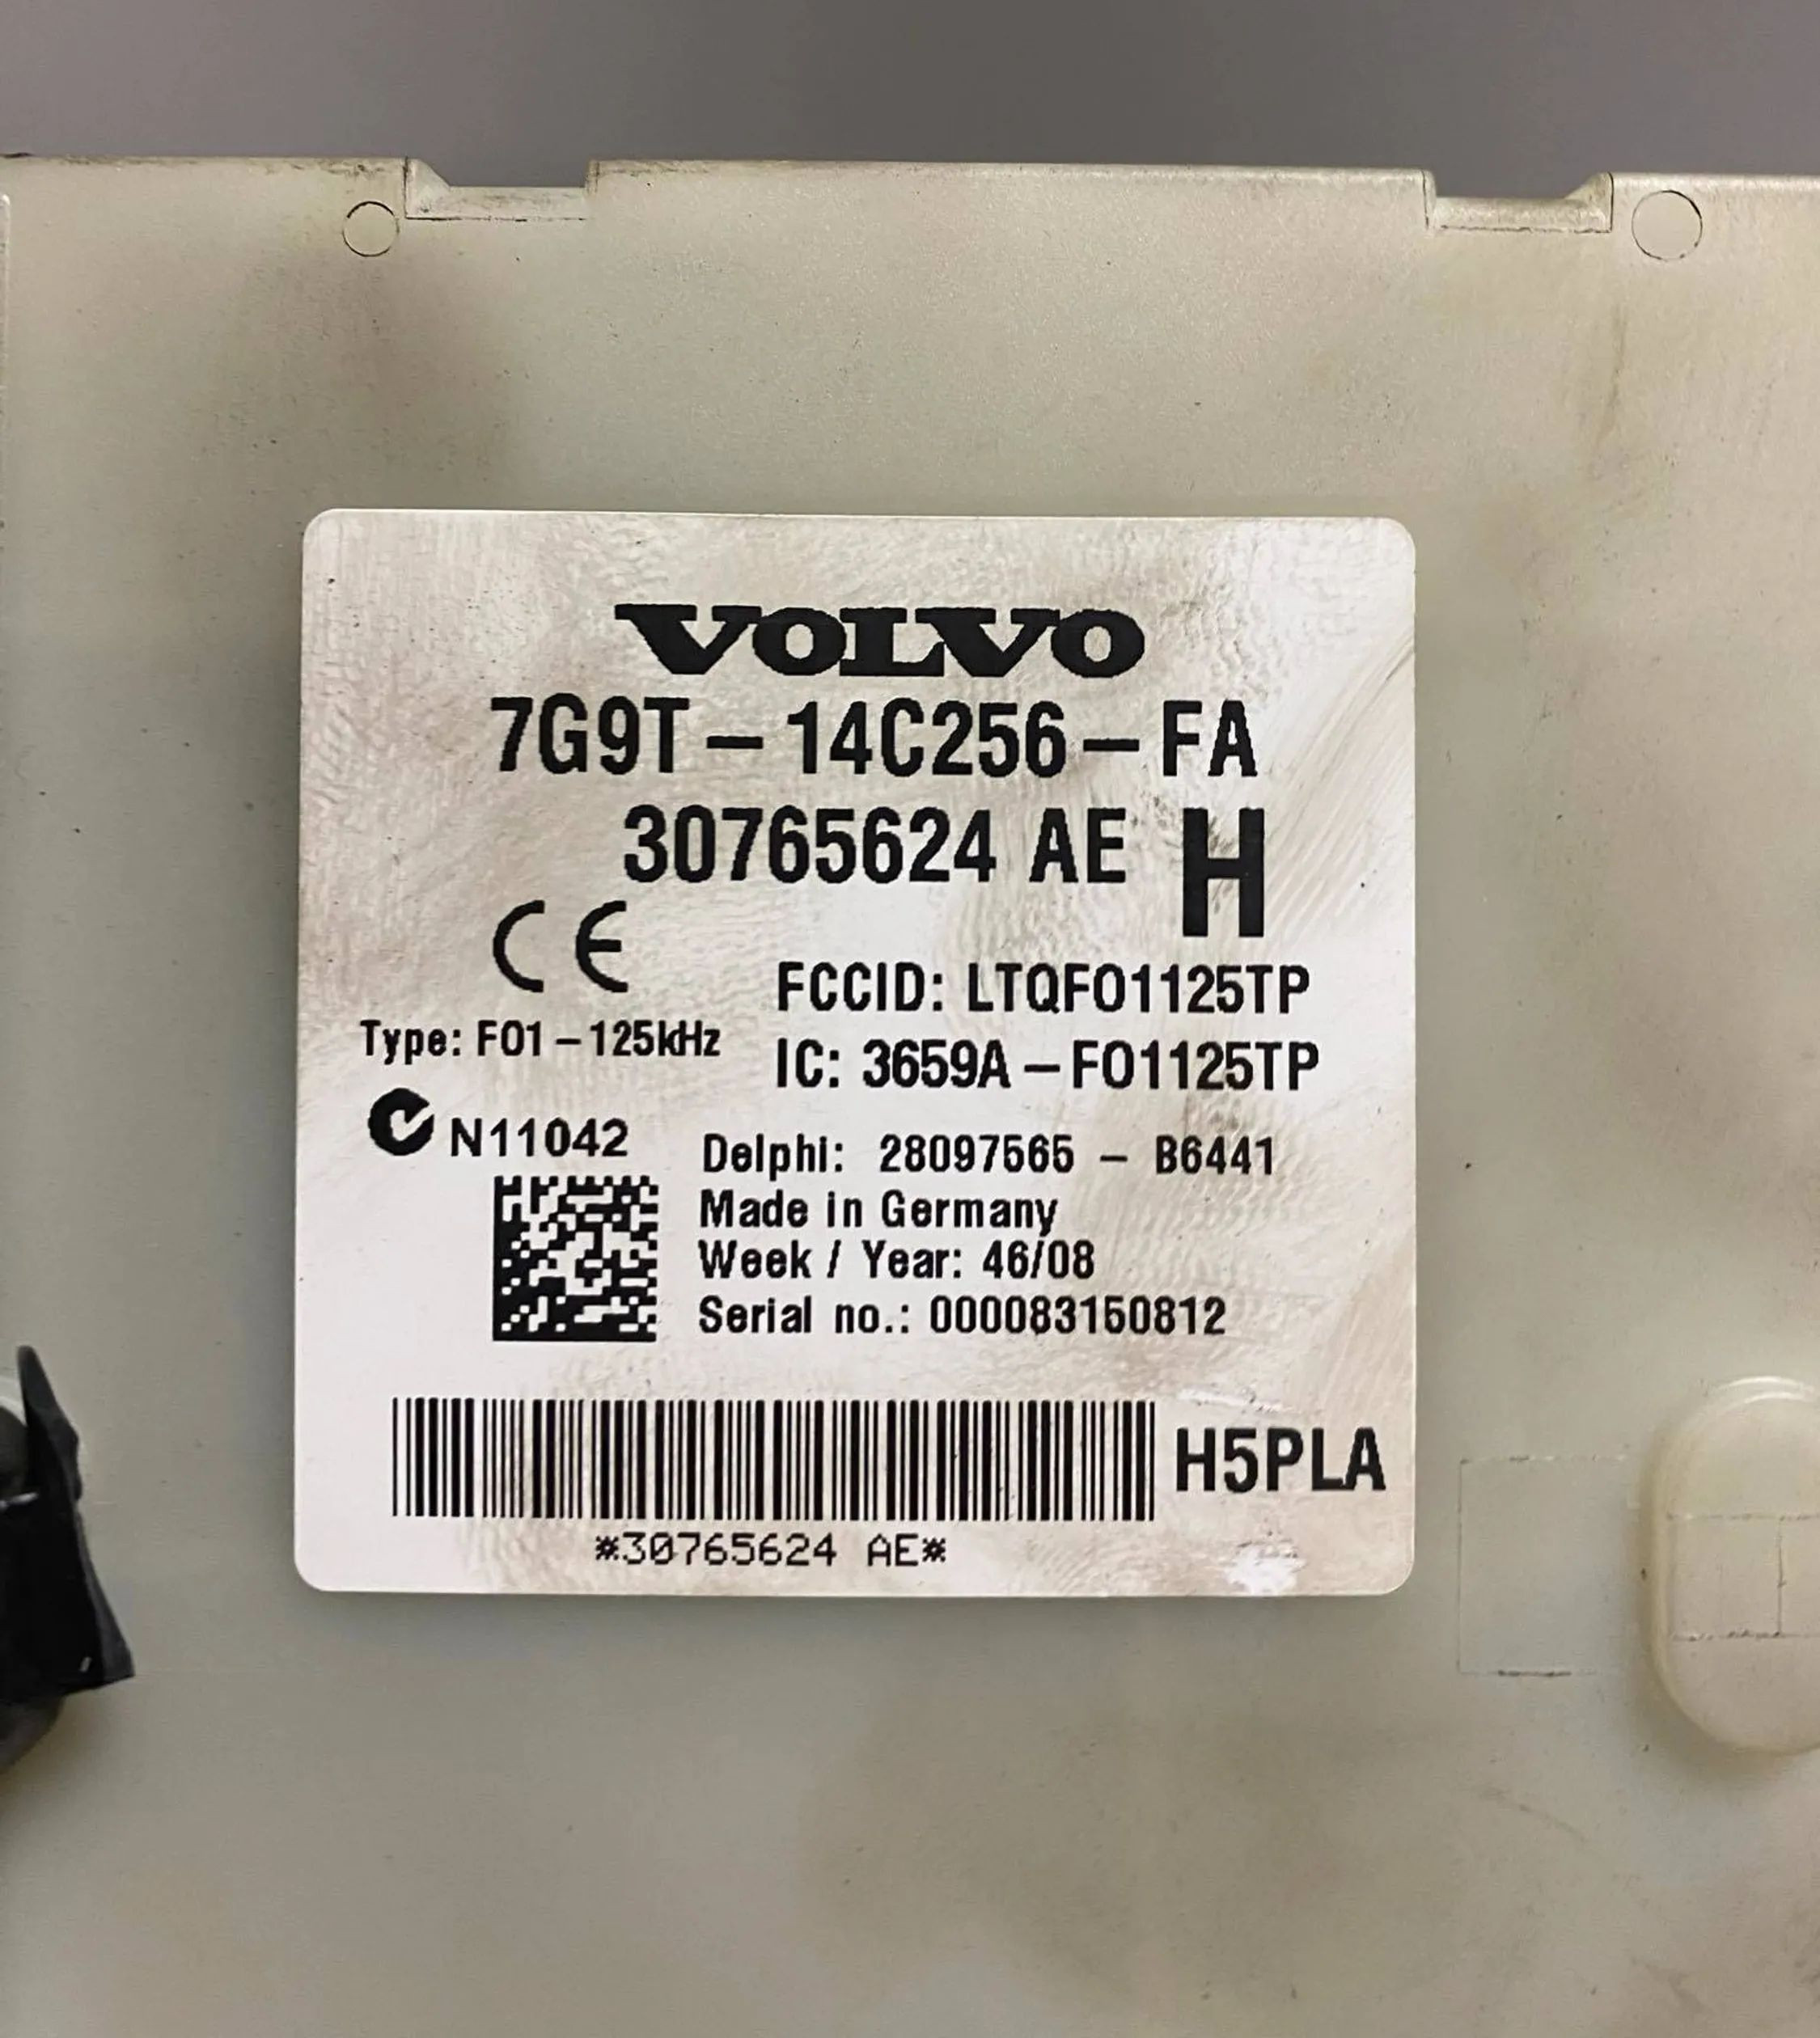 VOLVO
7G9T - 14C256 - FA
30765624 AE H
CE
FCCID: LTQFO1125TP
Type: FO1 - 125kHz
IC: 3659A - FO1125TP
N11042
Delphi: 28097565 - B6441
Made in Germany
Week / Year: 46/08
Serial no.: 000083150812
H5PLA
*30765624 AE*